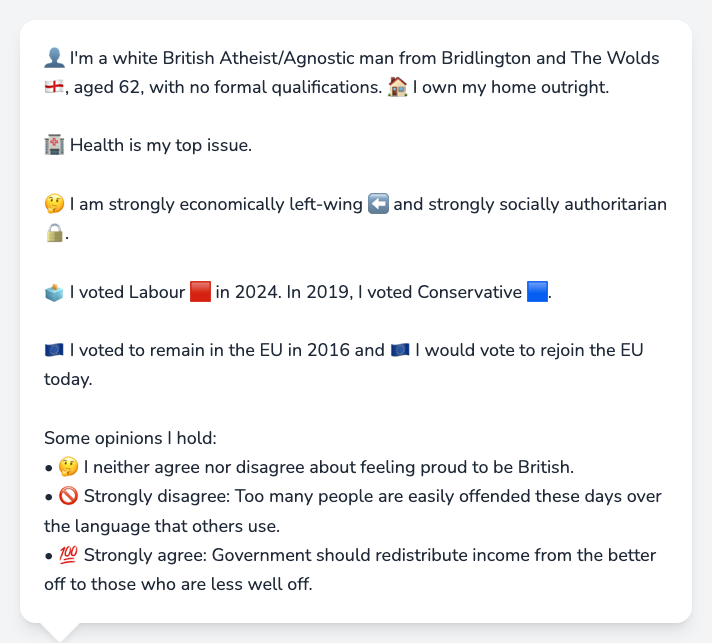 👤 I'm a white British Atheist/Agnostic man from Bridlington and The Wolds
🏴󠁧󠁢󠁥󠁮󠁧󠁿, aged 62, with no formal qualifications. 🏠 I own my home outright.
🏥 Health is my top issue.
🤔 I am strongly economically left-wing ⬅️ and strongly socially authoritarian
🔒.
🗳️ I voted Labour 🟥 in 2024. In 2019, I voted Conservative 🟦.
🇪🇺 I voted to remain in the EU in 2016 and 🇪🇺 I would vote to rejoin the EU
today.
Some opinions I hold:
• 🤔 I neither agree nor disagree about feeling proud to be British.
• 🚫 Strongly disagree: Too many people are easily offended these days over
the language that others use.
• 💯 Strongly agree: Government should redistribute income from the better
off to those who are less well off.